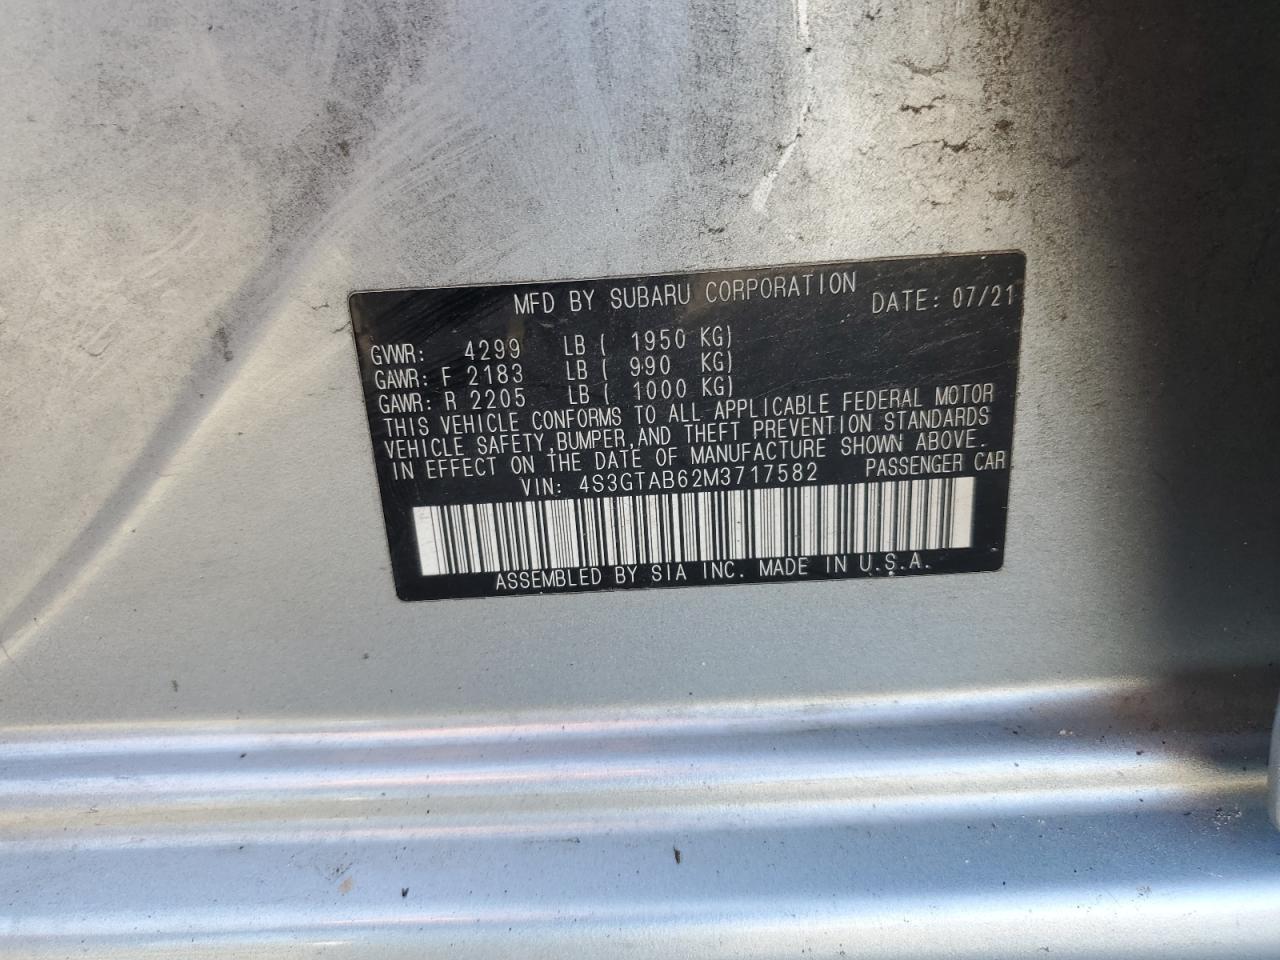 MFD BY SUBARU CORPORATION DATE: 07/21
GVWR: 4299 LB ( 1950 KG)
GAWR: F 2183 LB ( 990 KG)
GAWR: R 2205 LB ( 1000 KG)
THIS VEHICLE CONFORMS TO ALL APPLICABLE FEDERAL MOTOR
VEHICLE SAFETY,BUMPER,AND THEFT PREVENTION STANDARDS
IN EFFECT ON THE DATE OF MANUFACTURE SHOWN ABOVE.
VIN: 4S3GTAB62M3717582 PASSENGER CAR
ASSEMBLED BY SIA INC. MADE IN U.S.A.